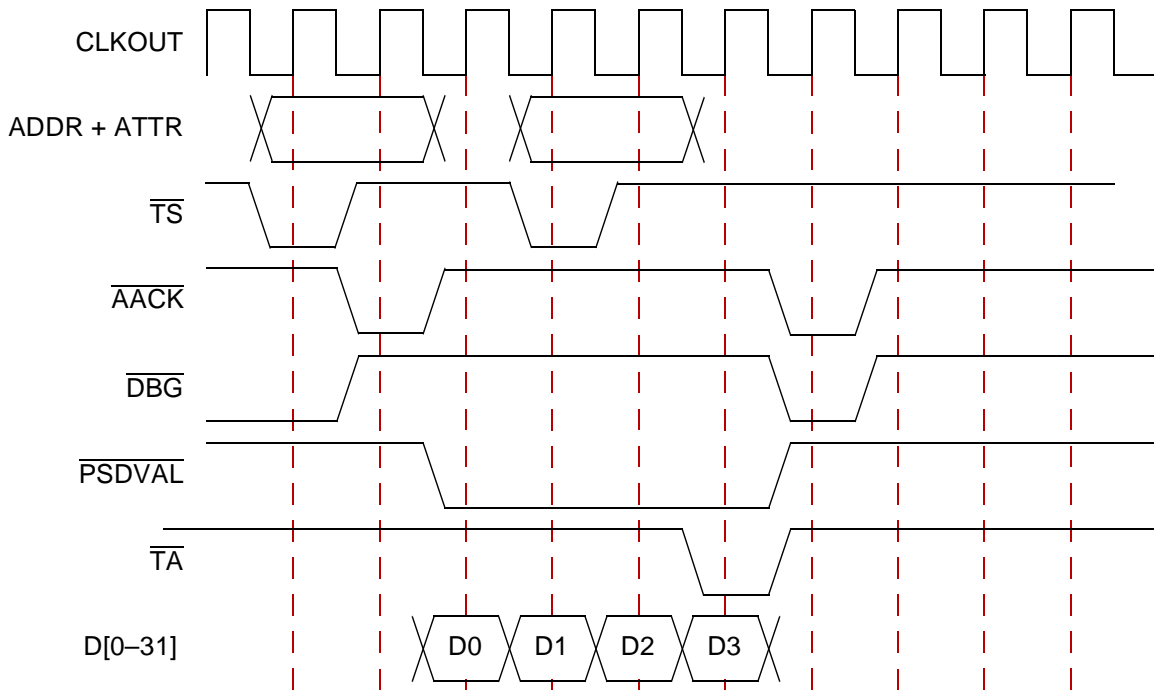 CLKOUT
ADDR + ATTR
TS
AACK
DBG
PSDVAL
TA
D[0–31]
D0
D1
D2
D3